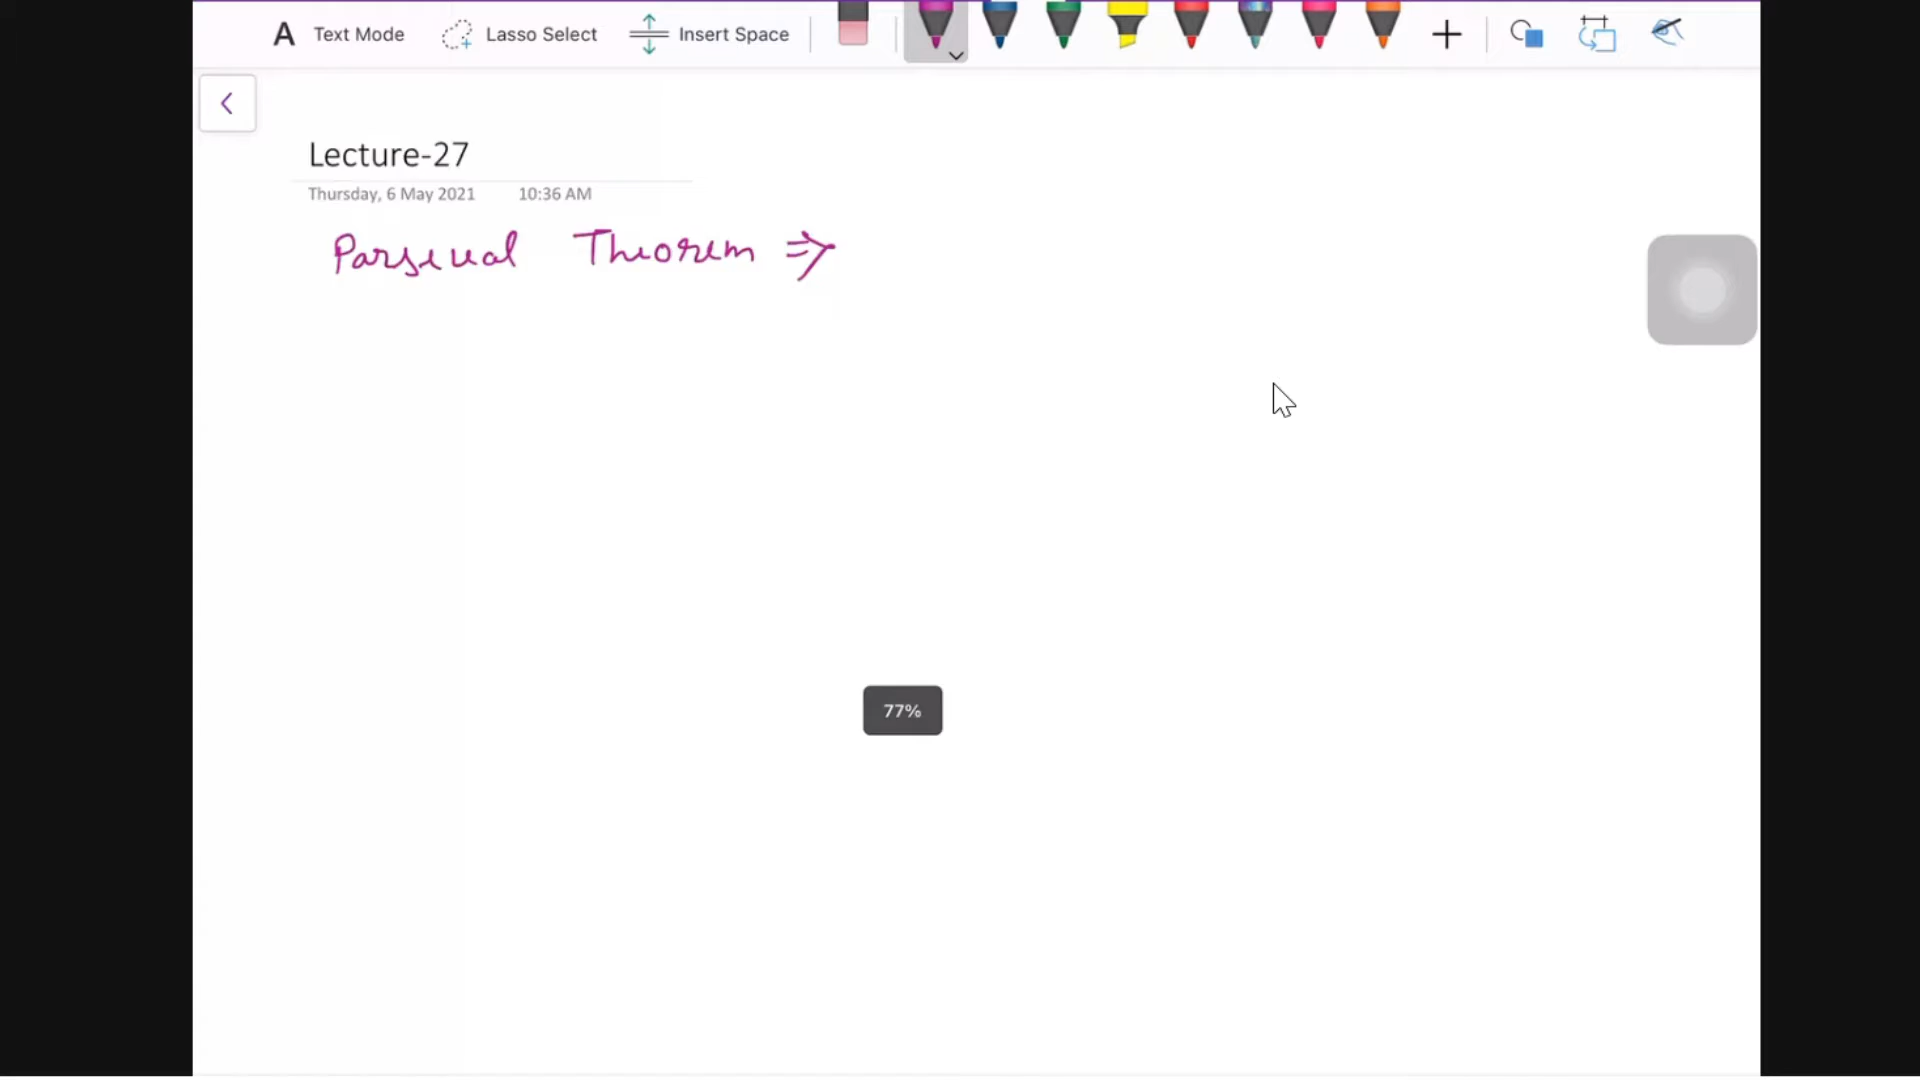 A Text Mode Lasso Select Insert Space
Lecture-27
Thursday, 6 May 2021 10:36 AM
Parseval Theorem ⇒
77%